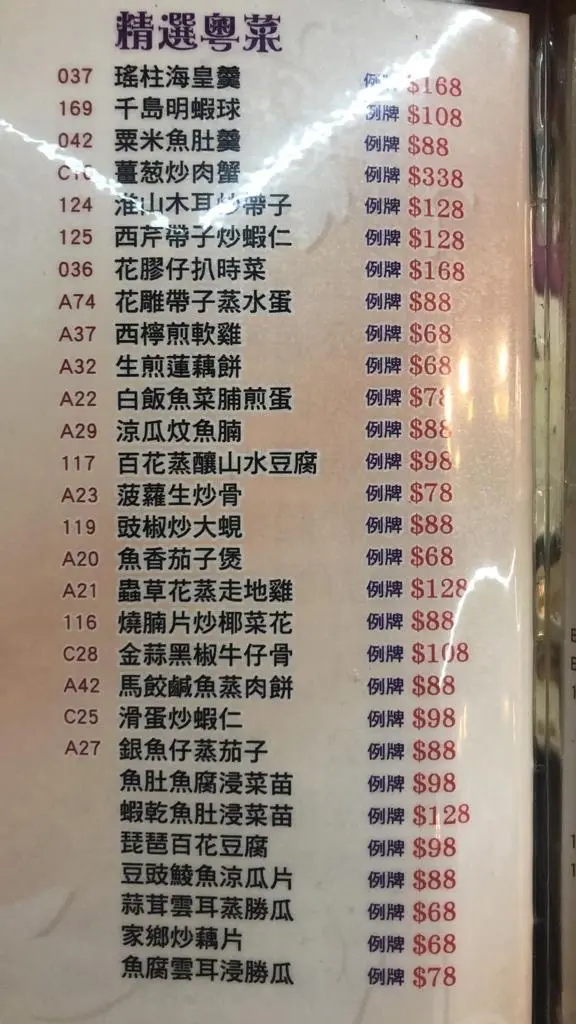 精選粵菜
037 瑤柱海皇羹 例牌 $168
169 千島明蝦球 例牌 $108
042 粟米魚肚羹 例牌 $88
薑葱炒肉蟹 例牌 $338
124 淮山木耳炒帶子 例牌 $128
125 西芹帶子炒蝦仁 例牌 $128
036 花膠仔扒時菜 例牌 $168
A74 花雕帶子蒸水蛋 例牌 $88
A37 西檸煎軟雞 例牌 $68
A32 生煎蓮藕餅 例牌 $68
A22 白飯魚菜脯煎蛋 例牌 $78
A29 涼瓜炆魚腩 例牌 $88
117 百花蒸釀山水豆腐 例牌 $98
A23 菠蘿生炒骨 例牌 $78
119 豉椒炒大蜆 例牌 $88
A20 魚香茄子煲 例牌 $68
A21 蟲草花蒸走地雞 例牌 $128
116 燒腩片炒椰菜花 例牌 $88
C28 金蒜黑椒牛仔骨 例牌 $108
A42 馬鮫鹹魚蒸肉餅 例牌 $88
C25 滑蛋炒蝦仁 例牌 $98
A27 銀魚仔蒸茄子 例牌 $88
魚肚魚腐浸菜苗 例牌 $98
蝦乾魚肚浸菜苗 例牌 $128
琵琶百花豆腐 例牌 $98
豆豉鯪魚涼瓜片 例牌 $88
蒜茸雲耳蒸勝瓜 例牌 $68
家鄉炒藕片 例牌 $68
魚腐雲耳浸勝瓜 例牌 $78